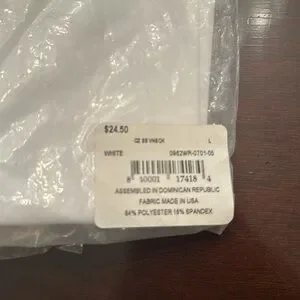 $24.50
CZ SS VNECK L
WHITE 0962WR-0701-05
8 40001 17418 4
ASSEMBLED IN DOMINICAN REPUBLIC
FABRIC MADE IN USA
84% POLYESTER 16% SPANDEX